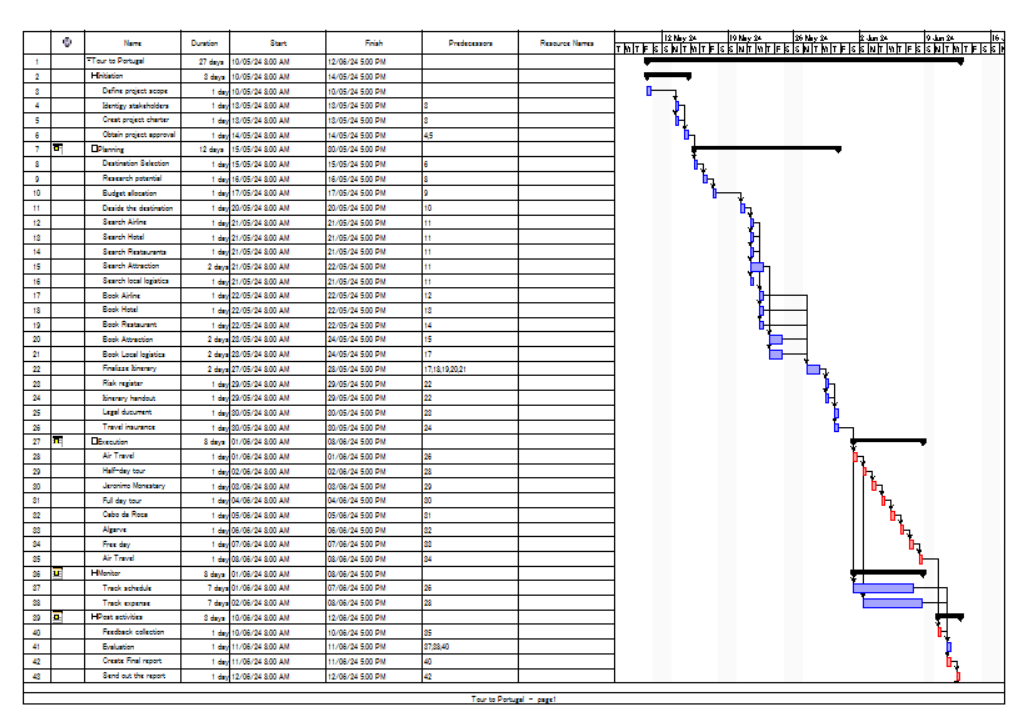 Name Duration Start Finish Predecessors Resource Names
12 May 24 19 May 24 26 May 24 2 Jun 24 9 Jun 24 16
T W T F S S M T W T F S S M T W T F S S M T W T F S S M T W T F S S M T W T F S S
1 Tour to Portugal 27 days 10/05/24 8:00 AM 12/06/24 5:00 PM
2 Initiation 3 days 10/05/24 8:00 AM 14/05/24 5:00 PM
3 Define project scope 1 day 10/05/24 8:00 AM 10/05/24 5:00 PM
4 Identigy stakeholders 1 day 13/05/24 8:00 AM 13/05/24 5:00 PM 3
5 Creat project charter 1 day 13/05/24 8:00 AM 13/05/24 5:00 PM 3
6 Obtain project approval 1 day 14/05/24 8:00 AM 14/05/24 5:00 PM 4;5
7 Planning 12 days 15/05/24 8:00 AM 30/05/24 5:00 PM
8 Destination Selection 1 day 15/05/24 8:00 AM 15/05/24 5:00 PM 6
9 Research potential 1 day 16/05/24 8:00 AM 16/05/24 5:00 PM 8
10 Budget allocation 1 day 17/05/24 8:00 AM 17/05/24 5:00 PM 9
11 Deside the destination 1 day 20/05/24 8:00 AM 20/05/24 5:00 PM 10
12 Search Airline 1 day 21/05/24 8:00 AM 21/05/24 5:00 PM 11
13 Search Hotel 1 day 21/05/24 8:00 AM 21/05/24 5:00 PM 11
14 Search Restaurants 1 day 21/05/24 8:00 AM 21/05/24 5:00 PM 11
15 Search Attraction 2 days 21/05/24 8:00 AM 22/05/24 5:00 PM 11
16 Search local logistics 1 day 21/05/24 8:00 AM 21/05/24 5:00 PM 11
17 Book Airline 1 day 22/05/24 8:00 AM 22/05/24 5:00 PM 12
18 Book Hotel 1 day 22/05/24 8:00 AM 22/05/24 5:00 PM 13
19 Book Restaurant 1 day 22/05/24 8:00 AM 22/05/24 5:00 PM 14
20 Book Attraction 2 days 23/05/24 8:00 AM 24/05/24 5:00 PM 15
21 Book Local logistics 2 days 23/05/24 8:00 AM 24/05/24 5:00 PM 17
22 Finalizze Itinerary 2 days 27/05/24 8:00 AM 28/05/24 5:00 PM 17;18;19;20;21
23 Risk register 1 day 29/05/24 8:00 AM 29/05/24 5:00 PM 22
24 Itinerary handout 1 day 29/05/24 8:00 AM 29/05/24 5:00 PM 22
25 Legal ducument 1 day 30/05/24 8:00 AM 30/05/24 5:00 PM 23
26 Travel insurance 1 day 30/05/24 8:00 AM 30/05/24 5:00 PM 24
27 Execution 8 days 01/06/24 8:00 AM 08/06/24 5:00 PM
28 Air Travel 1 day 01/06/24 8:00 AM 01/06/24 5:00 PM 26
29 Half-day tour 1 day 02/06/24 8:00 AM 02/06/24 5:00 PM 28
30 Jeronimo Monastary 1 day 03/06/24 8:00 AM 03/06/24 5:00 PM 29
31 Full day tour 1 day 04/06/24 8:00 AM 04/06/24 5:00 PM 30
32 Cabo da Roca 1 day 05/06/24 8:00 AM 05/06/24 5:00 PM 31
33 Algarve 1 day 06/06/24 8:00 AM 06/06/24 5:00 PM 32
34 Free day 1 day 07/06/24 8:00 AM 07/06/24 5:00 PM 33
35 Air Travel 1 day 08/06/24 8:00 AM 08/06/24 5:00 PM 34
36 Monitor 8 days 01/06/24 8:00 AM 08/06/24 5:00 PM
37 Track schedule 7 days 01/06/24 8:00 AM 07/06/24 5:00 PM 26
38 Track expense 7 days 02/06/24 8:00 AM 08/06/24 5:00 PM 28
39 Post activities 3 days 10/06/24 8:00 AM 12/06/24 5:00 PM
40 Feedback collection 1 day 10/06/24 8:00 AM 10/06/24 5:00 PM 35
41 Evaluation 1 day 11/06/24 8:00 AM 11/06/24 5:00 PM 37;38;40
42 Create Final report 1 day 11/06/24 8:00 AM 11/06/24 5:00 PM 40
43 Send out the report 1 day 12/06/24 8:00 AM 12/06/24 5:00 PM 42
Tour to Portugal - page1